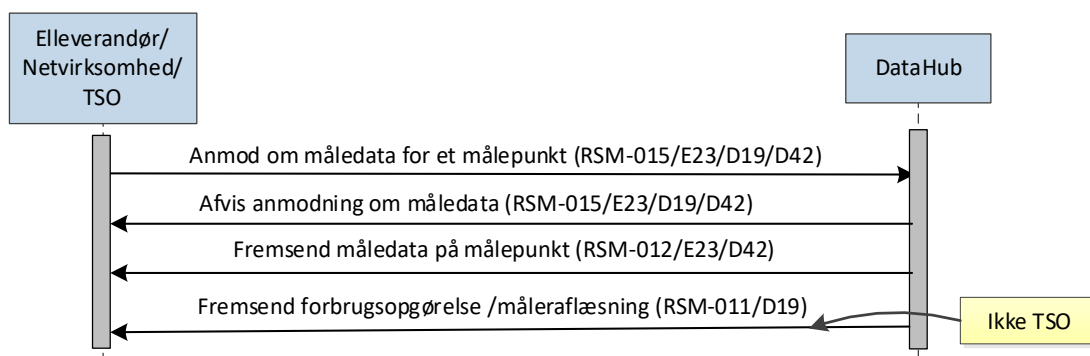 Elleverandør/
Netvirksomhed/
TSO
DataHub
Anmod om måledata for et målepunkt (RSM-015/E23/D19/D42)
Afvis anmodning om måledata (RSM-015/E23/D19/D42)
Fremsend måledata på målepunkt (RSM-012/E23/D42)
Fremsend forbrugsopgørelse /måleraflæsning (RSM-011/D19)
Ikke TSO